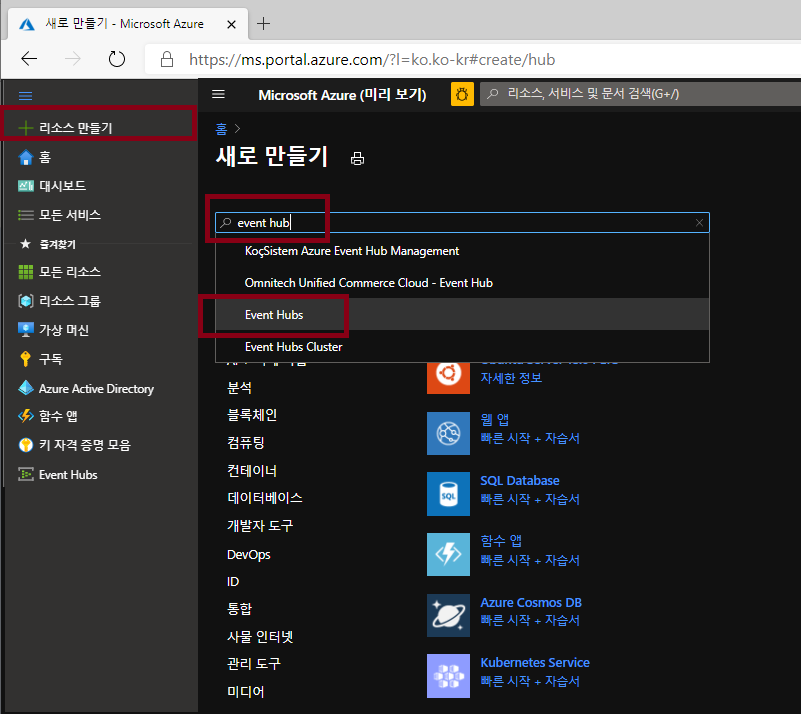 새로 만들기 - Microsoft Azure
https://ms.portal.azure.com/?l=ko.ko-kr#create/hub
Microsoft Azure (미리 보기)
리소스, 서비스 및 문서 검색(G+/)
리소스 만들기
홈
대시보드
모든 서비스
즐겨찾기
모든 리소스
리소스 그룹
가상 머신
구독
Azure Active Directory
함수 앱
키 자격 증명 모음
Event Hubs
홈
새로 만들기
event hub
KoçSistem Azure Event Hub Management
Omnitech Unified Commerce Cloud - Event Hub
Event Hubs
Event Hubs Cluster
분석
블록체인
컴퓨팅
컨테이너
데이터베이스
개발자 도구
DevOps
ID
통합
사물 인터넷
관리 도구
미디어
자세한 정보
웹 앱
빠른 시작 + 자습서
SQL
SQL Database
빠른 시작 + 자습서
함수 앱
빠른 시작 + 자습서
Azure Cosmos DB
빠른 시작 + 자습서
Kubernetes Service
빠른 시작 + 자습서